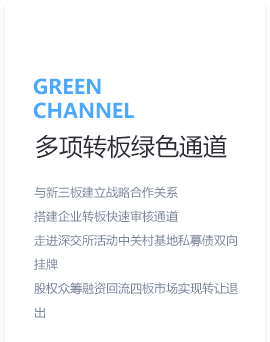 GREEN
CHANNEL
多项转板绿色通道
与新三板建立战略合作关系
搭建企业转板快速审核通道
走进深交所活动中关村基地私募债双向
挂牌
股权众筹融资回流四板市场实现转让退
出